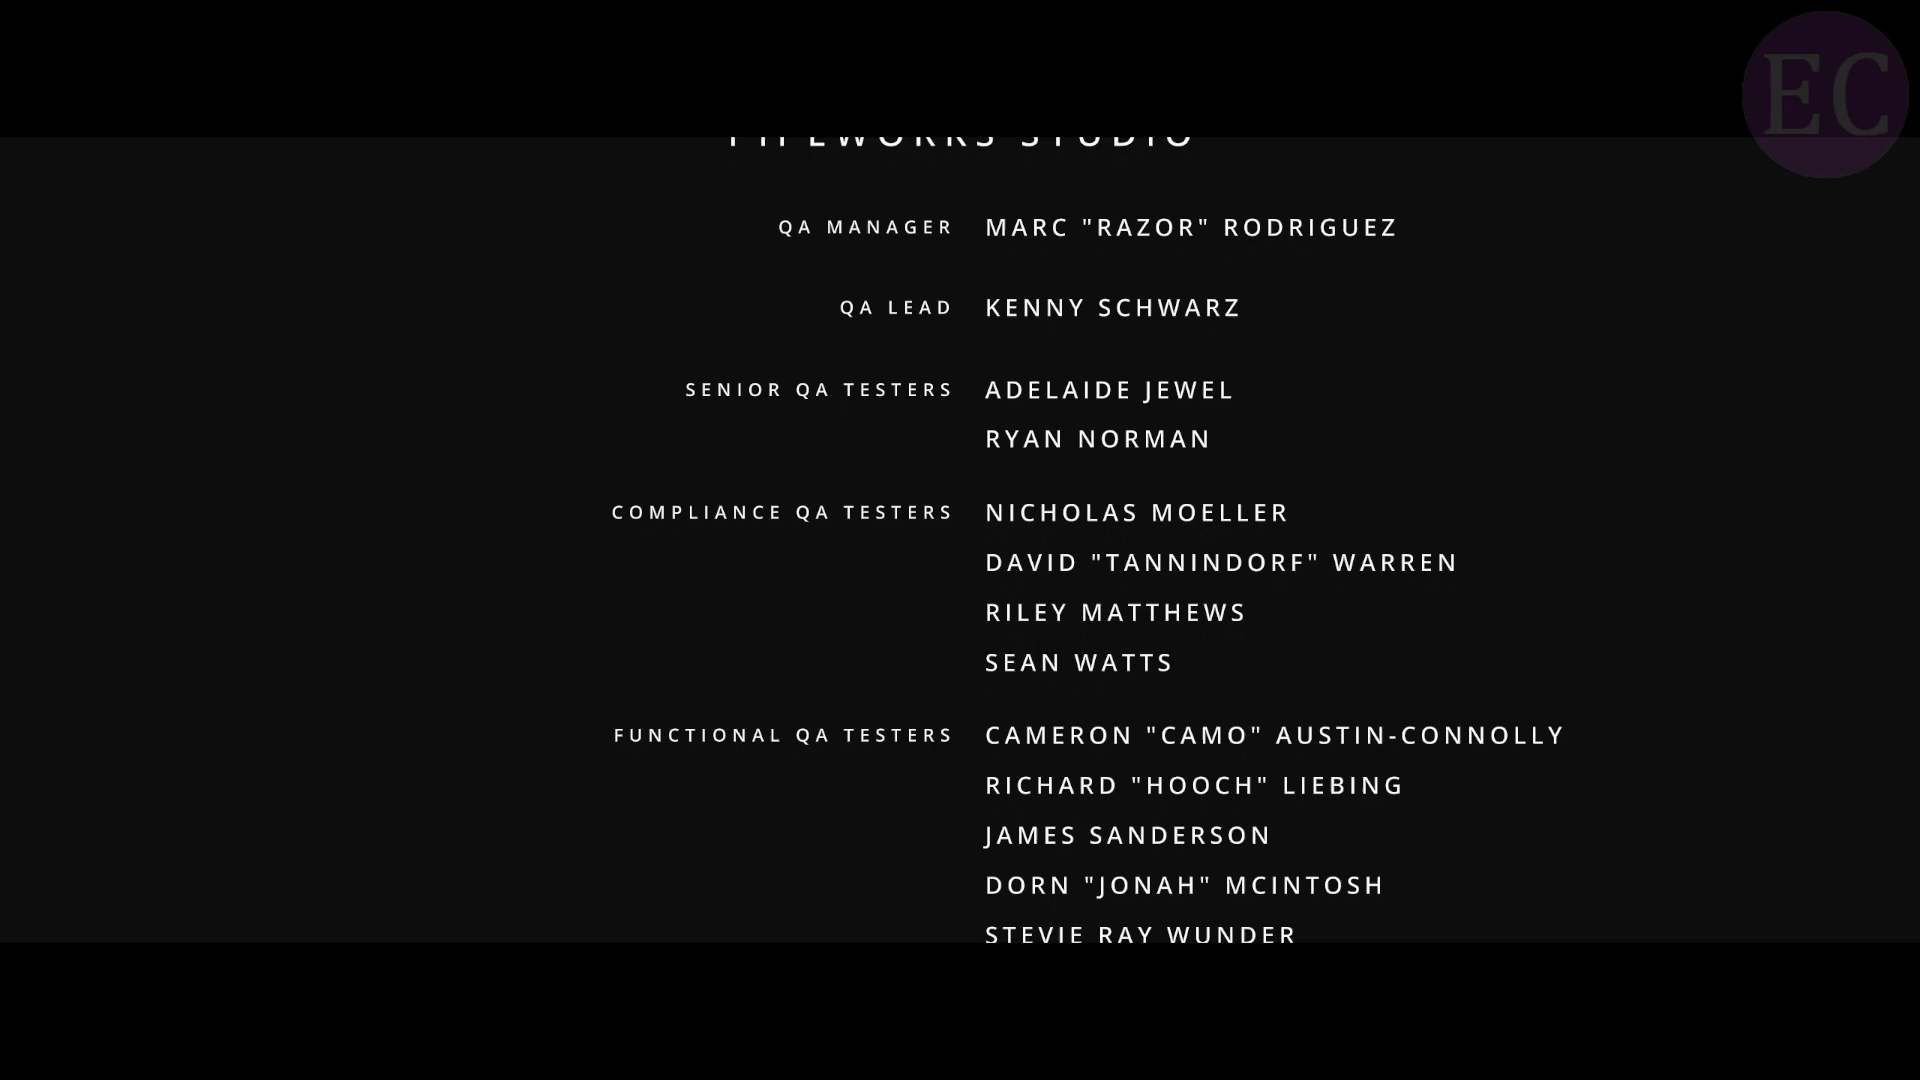 EC
PIPEWORKS STUDIO
QA MANAGER MARC "RAZOR" RODRIGUEZ
QA LEAD KENNY SCHWARZ
SENIOR QA TESTERS ADELAIDE JEWEL
RYAN NORMAN
COMPLIANCE QA TESTERS NICHOLAS MOELLER
DAVID "TANNINDORF" WARREN
RILEY MATTHEWS
SEAN WATTS
FUNCTIONAL QA TESTERS CAMERON "CAMO" AUSTIN-CONNOLLY
RICHARD "HOOCH" LIEBING
JAMES SANDERSON
DORN "JONAH" MCINTOSH
STEVIE RAY WUNDER